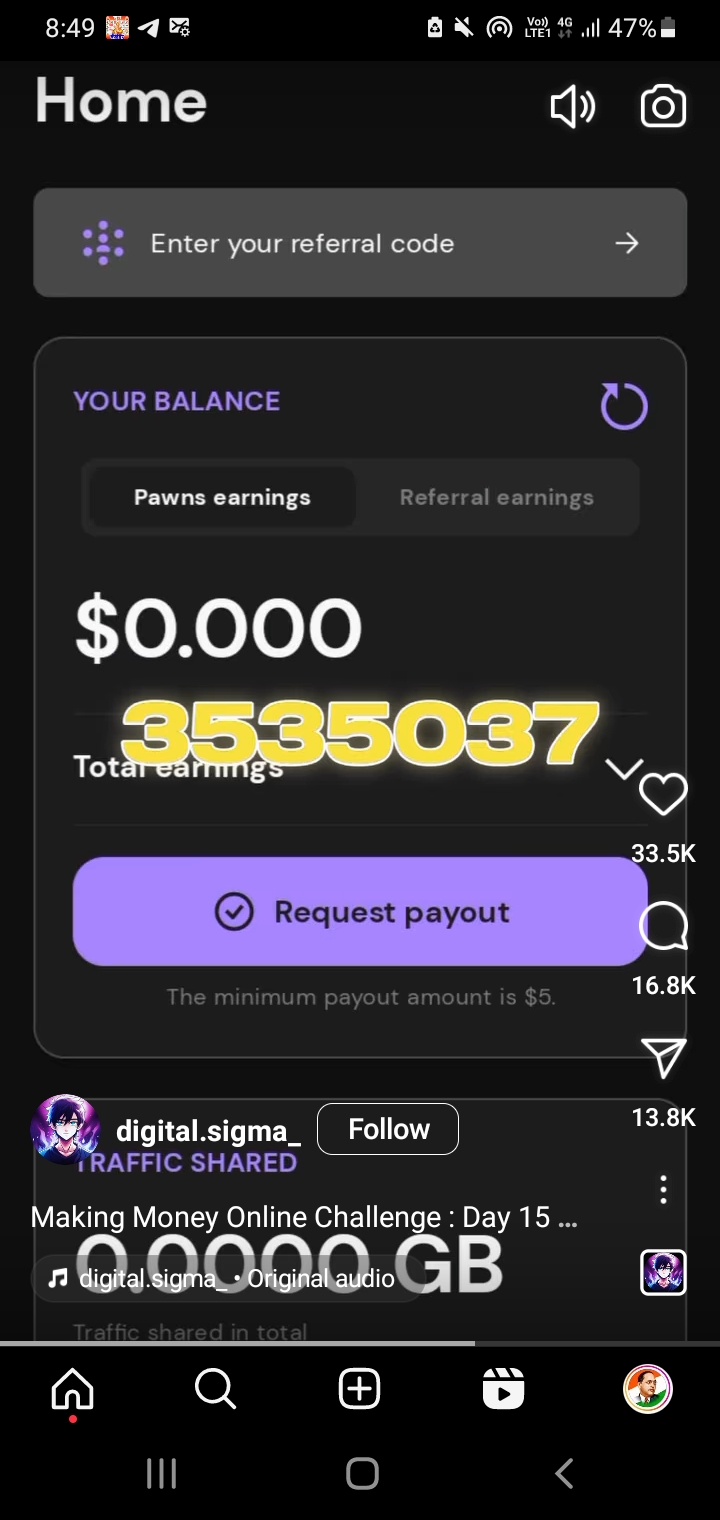 8:49
Vo))
LTE1
4G
47%
Home
Enter your referral code
YOUR BALANCE
Pawns earnings
Referral earnings
$0.000
3535037
Total earnings
33.5K
Request payout
16.8K
The minimum payout amount is $5.
13.8K
digital.sigma_
Follow
TRAFFIC SHARED
Making Money Online Challenge : Day 15 ...
0.0000 GB
digital.sigma_ • Original audio
Traffic shared in total